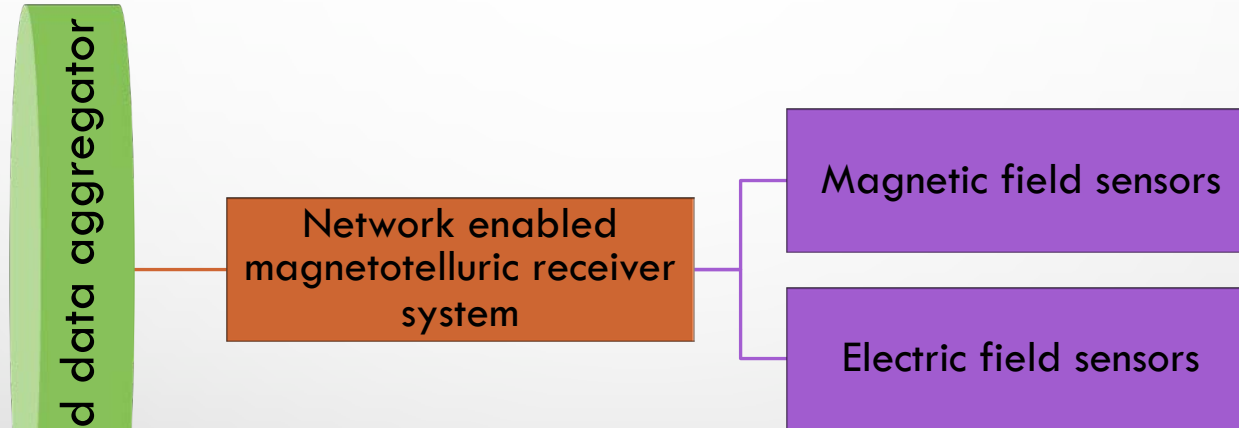 d data aggregator
Network enabled
magnetotelluric receiver
system
Magnetic field sensors
Electric field sensors